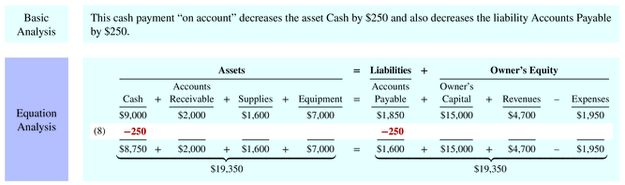 Basic
Analysis
This cash payment “on account” decreases the asset Cash by $250 and also decreases the liability Accounts Payable
by $250.
Equation
Analysis
Assets = Liabilities + Owner's Equity
Accounts Accounts Owner's
Cash + Receivable + Supplies + Equipment = Payable + Capital + Revenues – Expenses
$9,000 $2,000 $1,600 $7,000 $1,850 $15,000 $4,700 $1,950
(8) –250 –250
$8,750 + $2,000 + $1,600 + $7,000 = $1,600 + $15,000 + $4,700 – $1,950
$19,350 $19,350